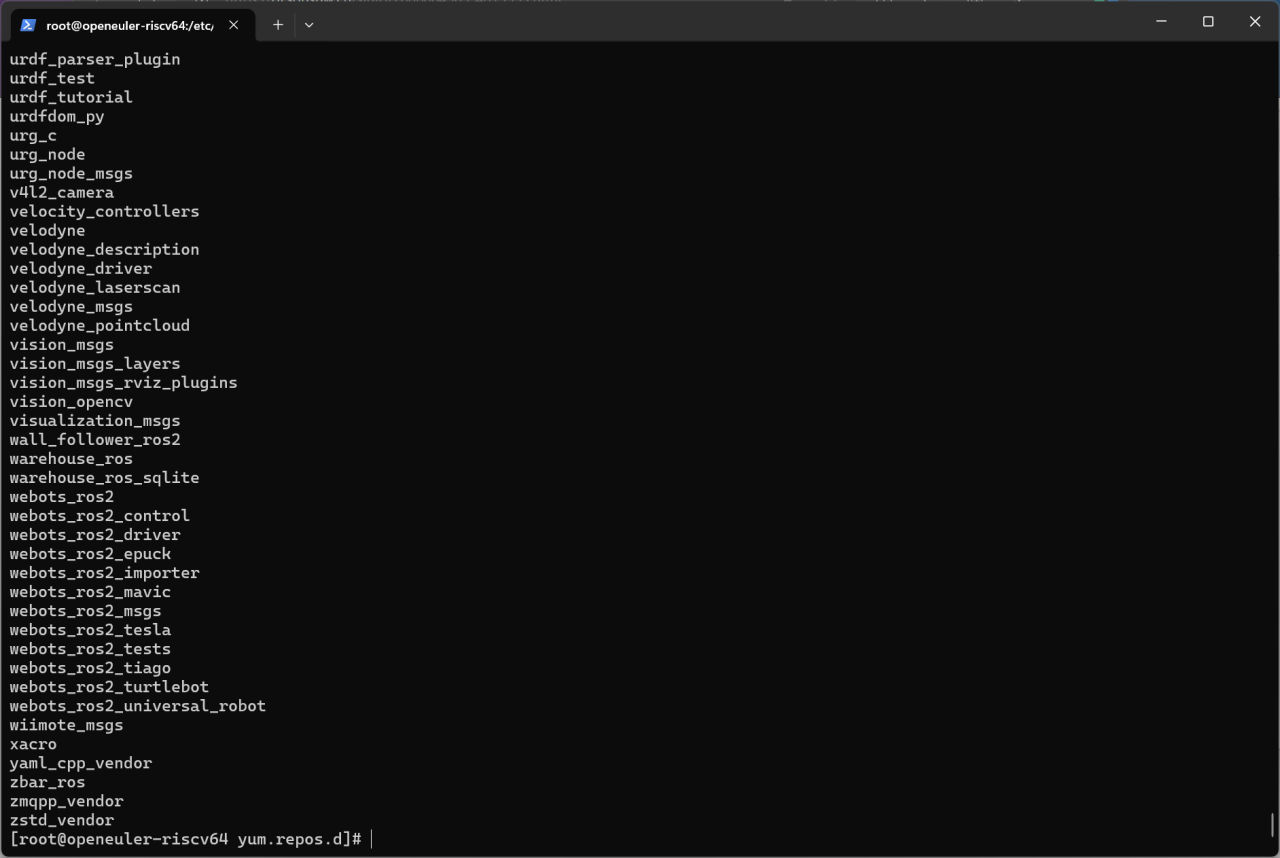 root@openeuler-riscv64:/etc/
urdf_parser_plugin
urdf_test
urdf_tutorial
urdfdom_py
urg_c
urg_node
urg_node_msgs
v4l2_camera
velocity_controllers
velodyne
velodyne_description
velodyne_driver
velodyne_laserscan
velodyne_msgs
velodyne_pointcloud
vision_msgs
vision_msgs_layers
vision_msgs_rviz_plugins
vision_opencv
visualization_msgs
wall_follower_ros2
warehouse_ros
warehouse_ros_sqlite
webots_ros2
webots_ros2_control
webots_ros2_driver
webots_ros2_epuck
webots_ros2_importer
webots_ros2_mavic
webots_ros2_msgs
webots_ros2_tesla
webots_ros2_tests
webots_ros2_tiago
webots_ros2_turtlebot
webots_ros2_universal_robot
wiimote_msgs
xacro
yaml_cpp_vendor
zbar_ros
zmqpp_vendor
zstd_vendor
[root@openeuler-riscv64 yum.repos.d]#